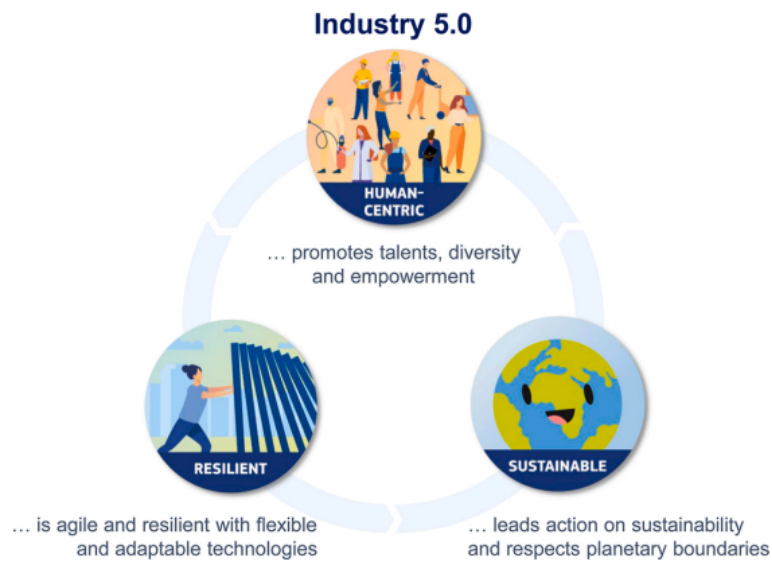 Industry 5.0
HUMAN-
CENTRIC
… promotes talents, diversity
and empowerment
RESILIENT
… is agile and resilient with flexible
and adaptable technologies
SUSTAINABLE
… leads action on sustainability
and respects planetary boundaries